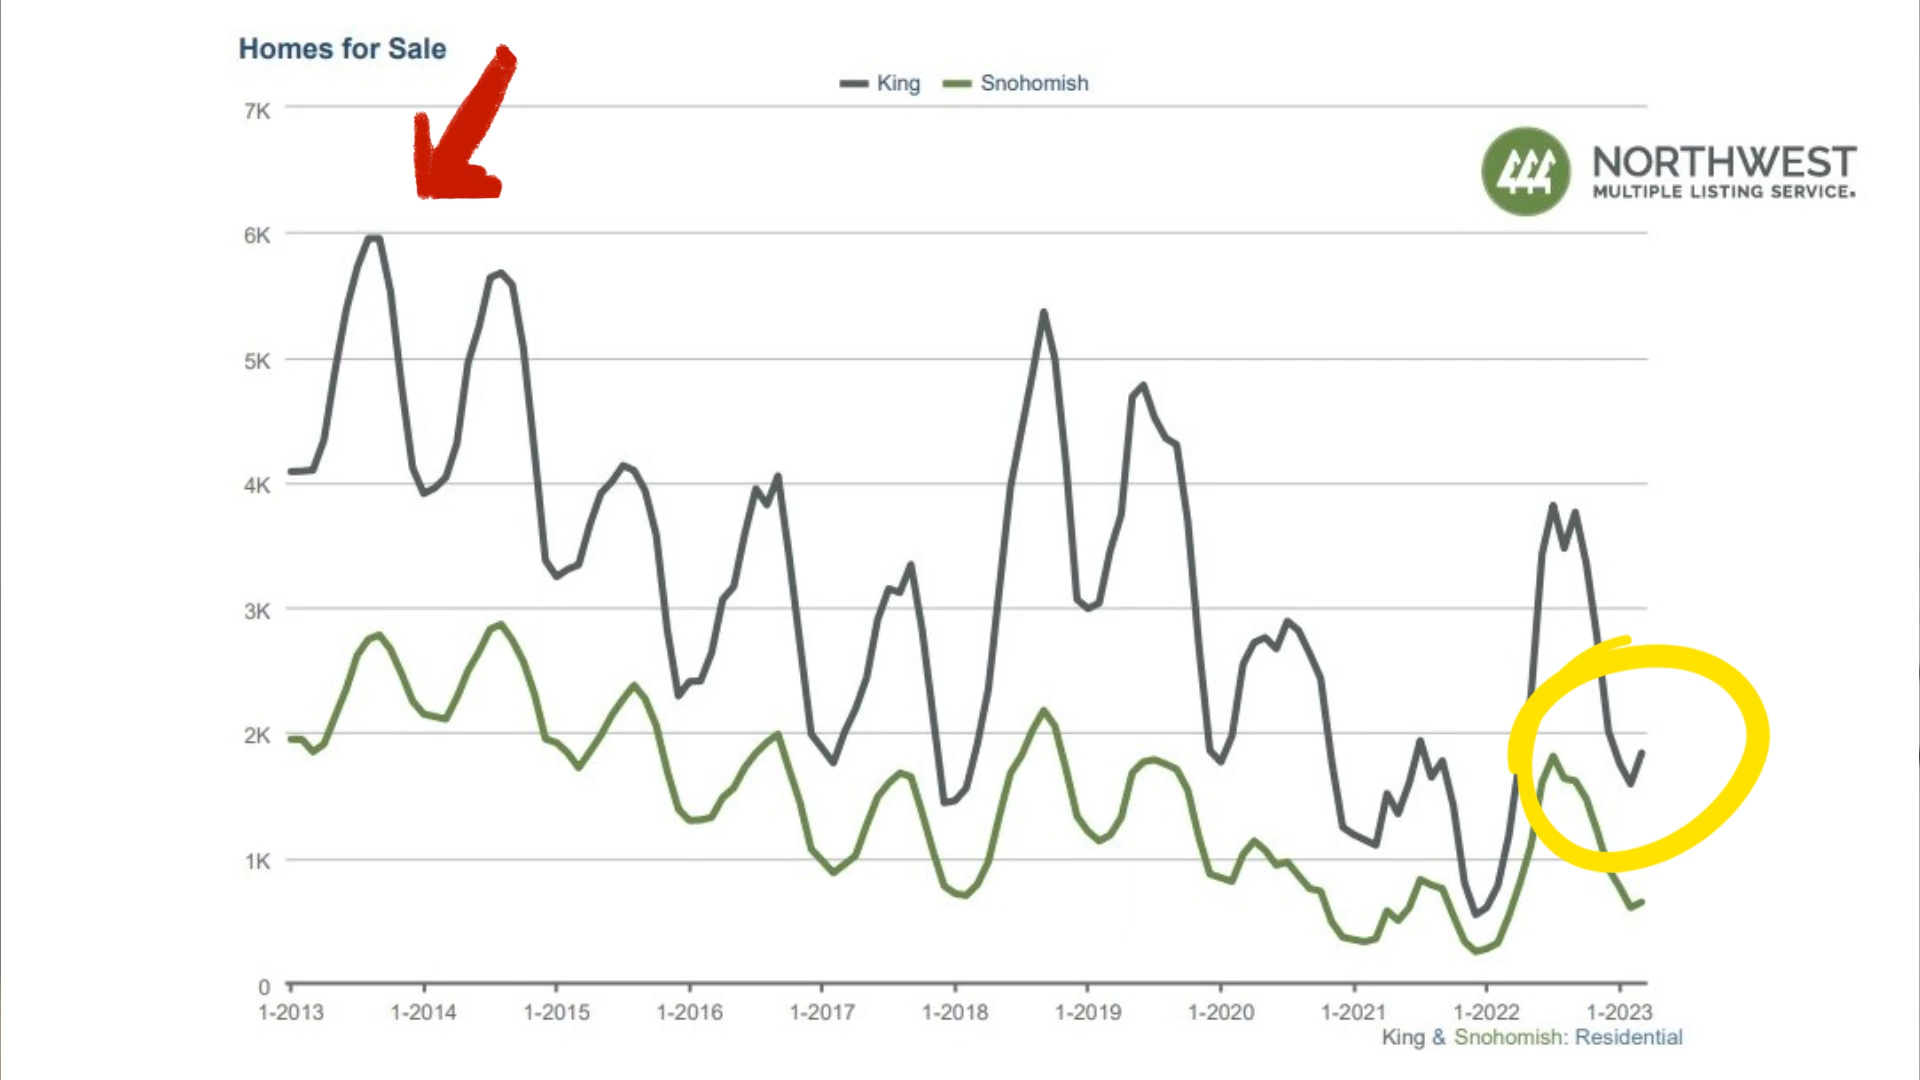 Homes for Sale
King Snohomish
7K
NORTHWEST
MULTIPLE LISTING SERVICE.
6K
5K
4K
3K
2K
1K
0
1-2013 1-2014 1-2015 1-2016 1-2017 1-2018 1-2019 1-2020 1-2021 1-2022 1-2023
King & Snohomish: Residential